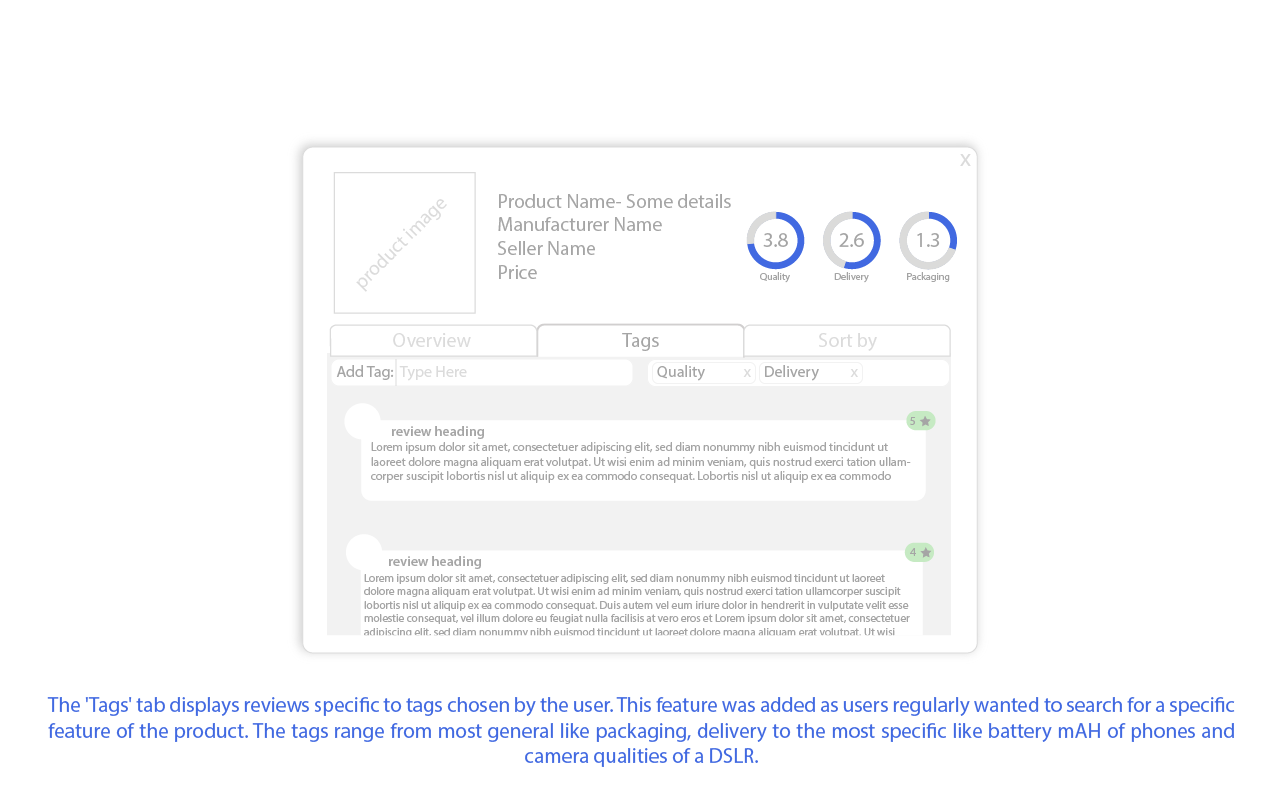 X
product image
Product Name- Some details
Manufacturer Name
Seller Name
Price
3.8
2.6
1.3
Quality
Delivery
Packaging
Overview
Tags
Sort by
Add Tag:
Type Here
Quality x
Delivery x
5
review heading
Lorem ipsum dolor sit amet, consectetuer adipiscing elit, sed diam nonummy nibh euismod tincidunt ut
laoreet dolore magna aliquam erat volutpat. Ut wisi enim ad minim veniam, quis nostrud exerci tation ullam-
corper suscipit lobortis nisl ut aliquip ex ea commodo consequat. Lobortis nisl ut aliquip ex ea commodo
4
review heading
Lorem ipsum dolor sit amet, consectetuer adipiscing elit, sed diam nonummy nibh euismod tincidunt ut laoreet
dolore magna aliquam erat volutpat. Ut wisi enim ad minim veniam, quis nostrud exerci tation ullamcorper suscipit
lobortis nisl ut aliquip ex ea commodo consequat. Duis autem vel eum iriure dolor in hendrerit in vulputate velit esse
molestie consequat, vel illum dolore eu feugiat nulla facilisis at vero eros et Lorem ipsum dolor sit amet, consectetuer
adipiscing elit, sed diam nonummy nibh euismod tincidunt ut laoreet dolore magna aliquam erat volutpat. Ut wisi
The 'Tags' tab displays reviews specific to tags chosen by the user. This feature was added as users regularly wanted to search for a specific
feature of the product. The tags range from most general like packaging, delivery to the most specific like battery mAH of phones and
camera qualities of a DSLR.